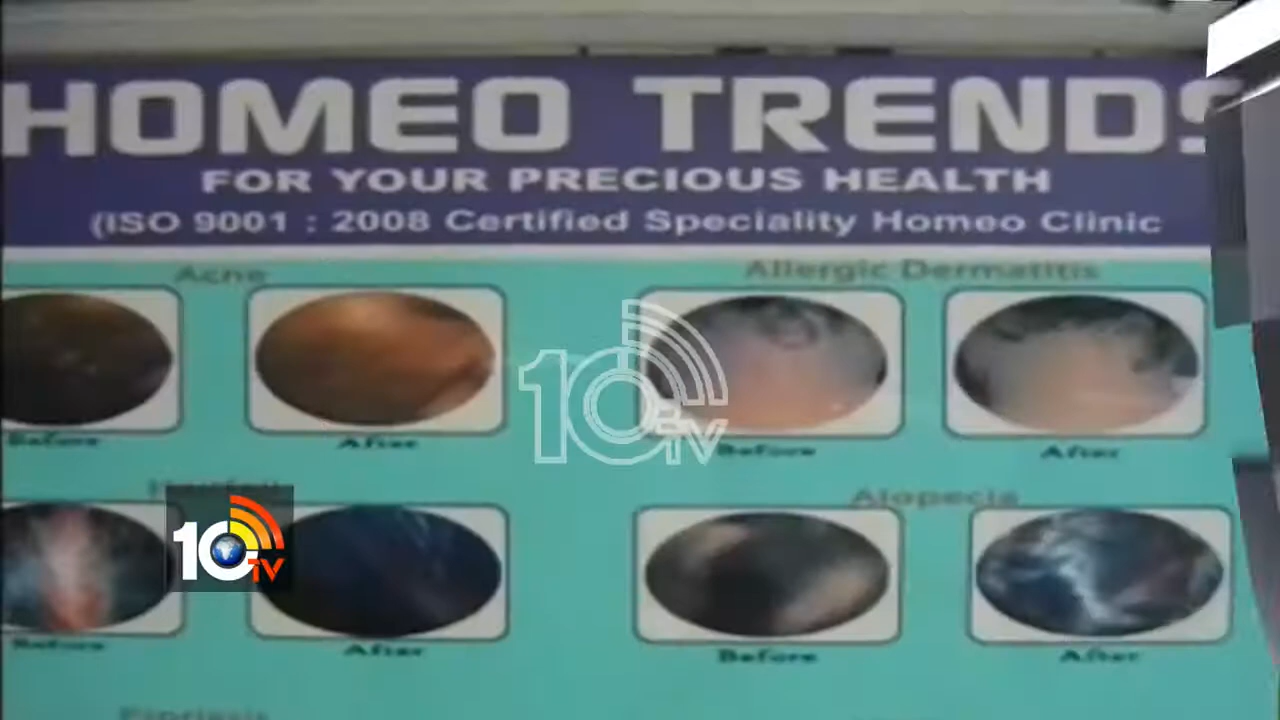 HOMEO TRENDS
FOR YOUR PRECIOUS HEALTH
(ISO 9001 : 2008 Certified Speciality Homeo Clinic
Acne
Allergic Dermatitis
Before
After
Before
After
10TV
Alopecia
10TV
Before
After
Before
After